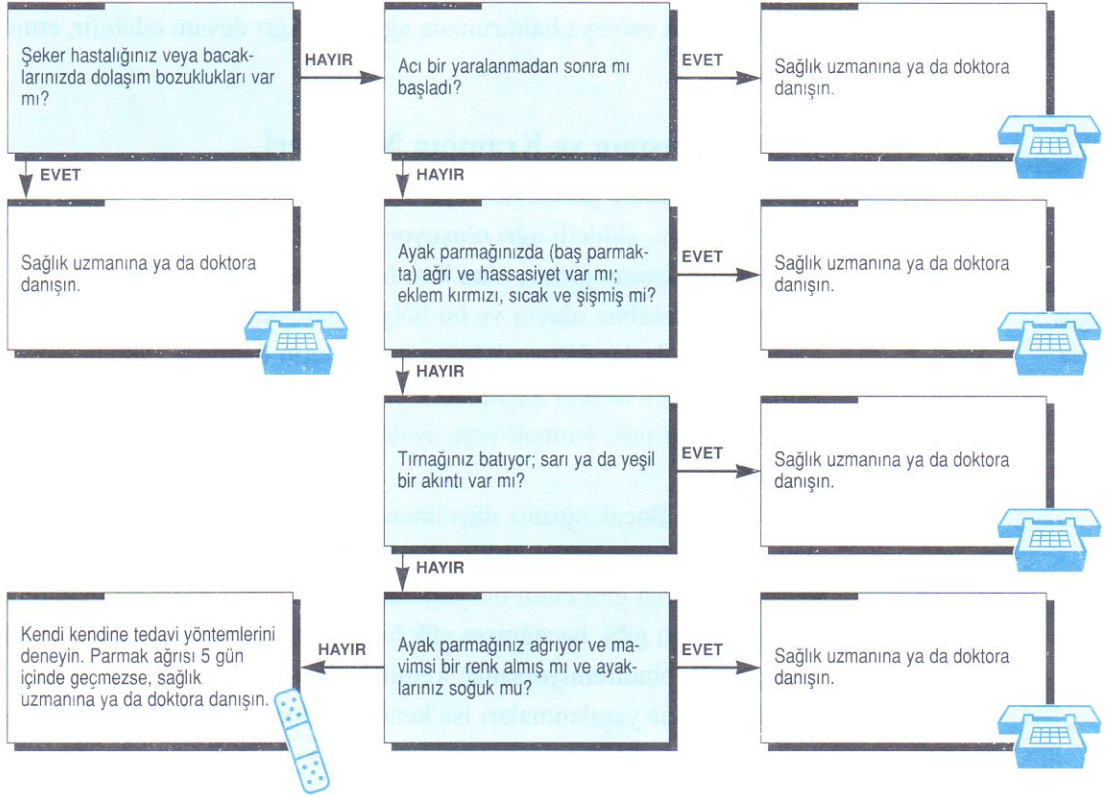 Şeker hastalığınız veya bacak-
larınızda dolaşım bozuklukları var
mı?
HAYIR
Acı bir yaralanmadan sonra mı
başladı?
EVET
Sağlık uzmanına ya da doktora
danışın.
EVET
HAYIR
Sağlık uzmanına ya da doktora
danışın.
Ayak parmağınızda (baş parmak-
ta) ağrı ve hassasiyet var mı;
eklem kırmızı, sıcak ve şişmiş mi?
EVET
Sağlık uzmanına ya da doktora
danışın.
HAYIR
Tırnağınız batıyor; sarı ya da yeşil
bir akıntı var mı?
EVET
Sağlık uzmanına ya da doktora
danışın.
HAYIR
Kendi kendine tedavi yöntemlerini
deneyin. Parmak ağrısı 5 gün
içinde geçmezse, sağlık
uzmanına ya da doktora danışın.
HAYIR
Ayak parmağınız ağrıyor ve ma-
vimsi bir renk almış mı ve ayak-
larınız soğuk mu?
EVET
Sağlık uzmanına ya da doktora
danışın.